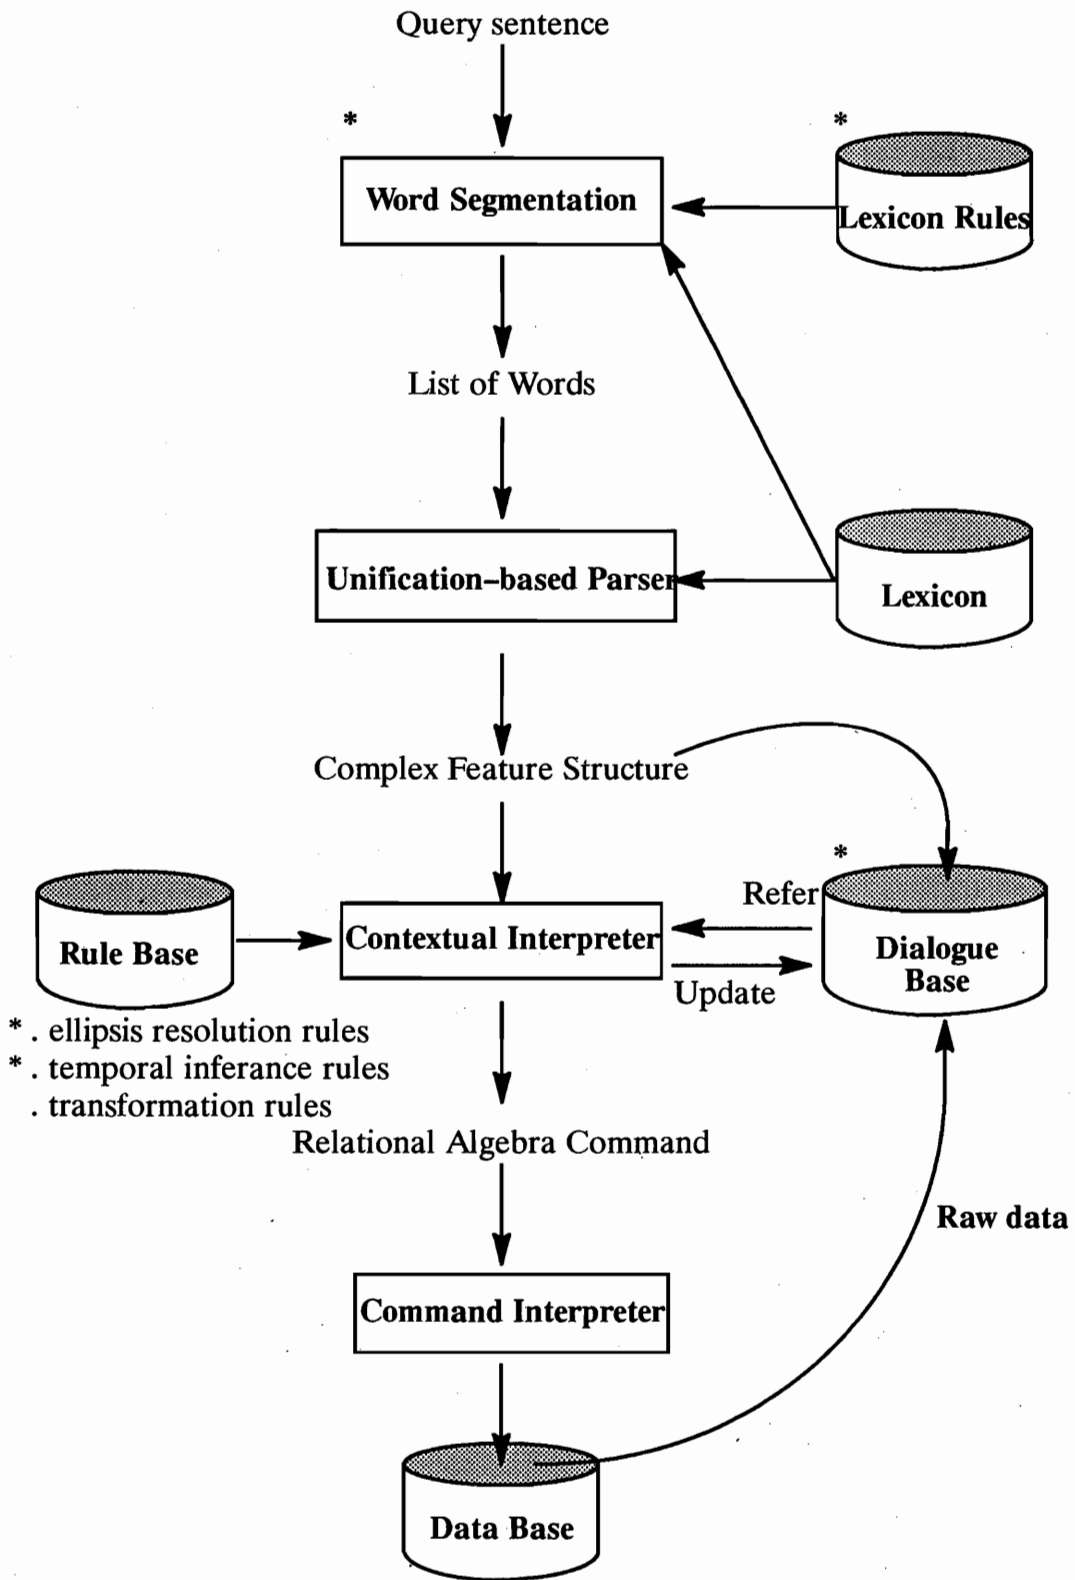 Query sentence
* *
Word Segmentation
Lexicon Rules
List of Words
Unification-based Parser
Lexicon
Complex Feature Structure
*
Refer
Rule Base
Contextual Interpreter
Dialogue
Base
Update
* . ellipsis resolution rules
* . temporal inferance rules
. transformation rules
Relational Algebra Command
Raw data
Command Interpreter
Data Base